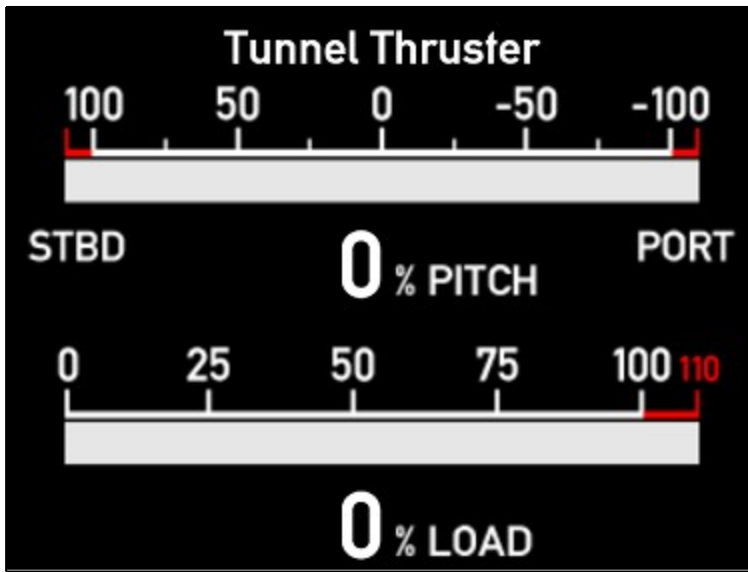 Tunnel Thruster
100 50 0 -50 -100
STBD 0 % PITCH PORT
0 25 50 75 100 110
0 % LOAD